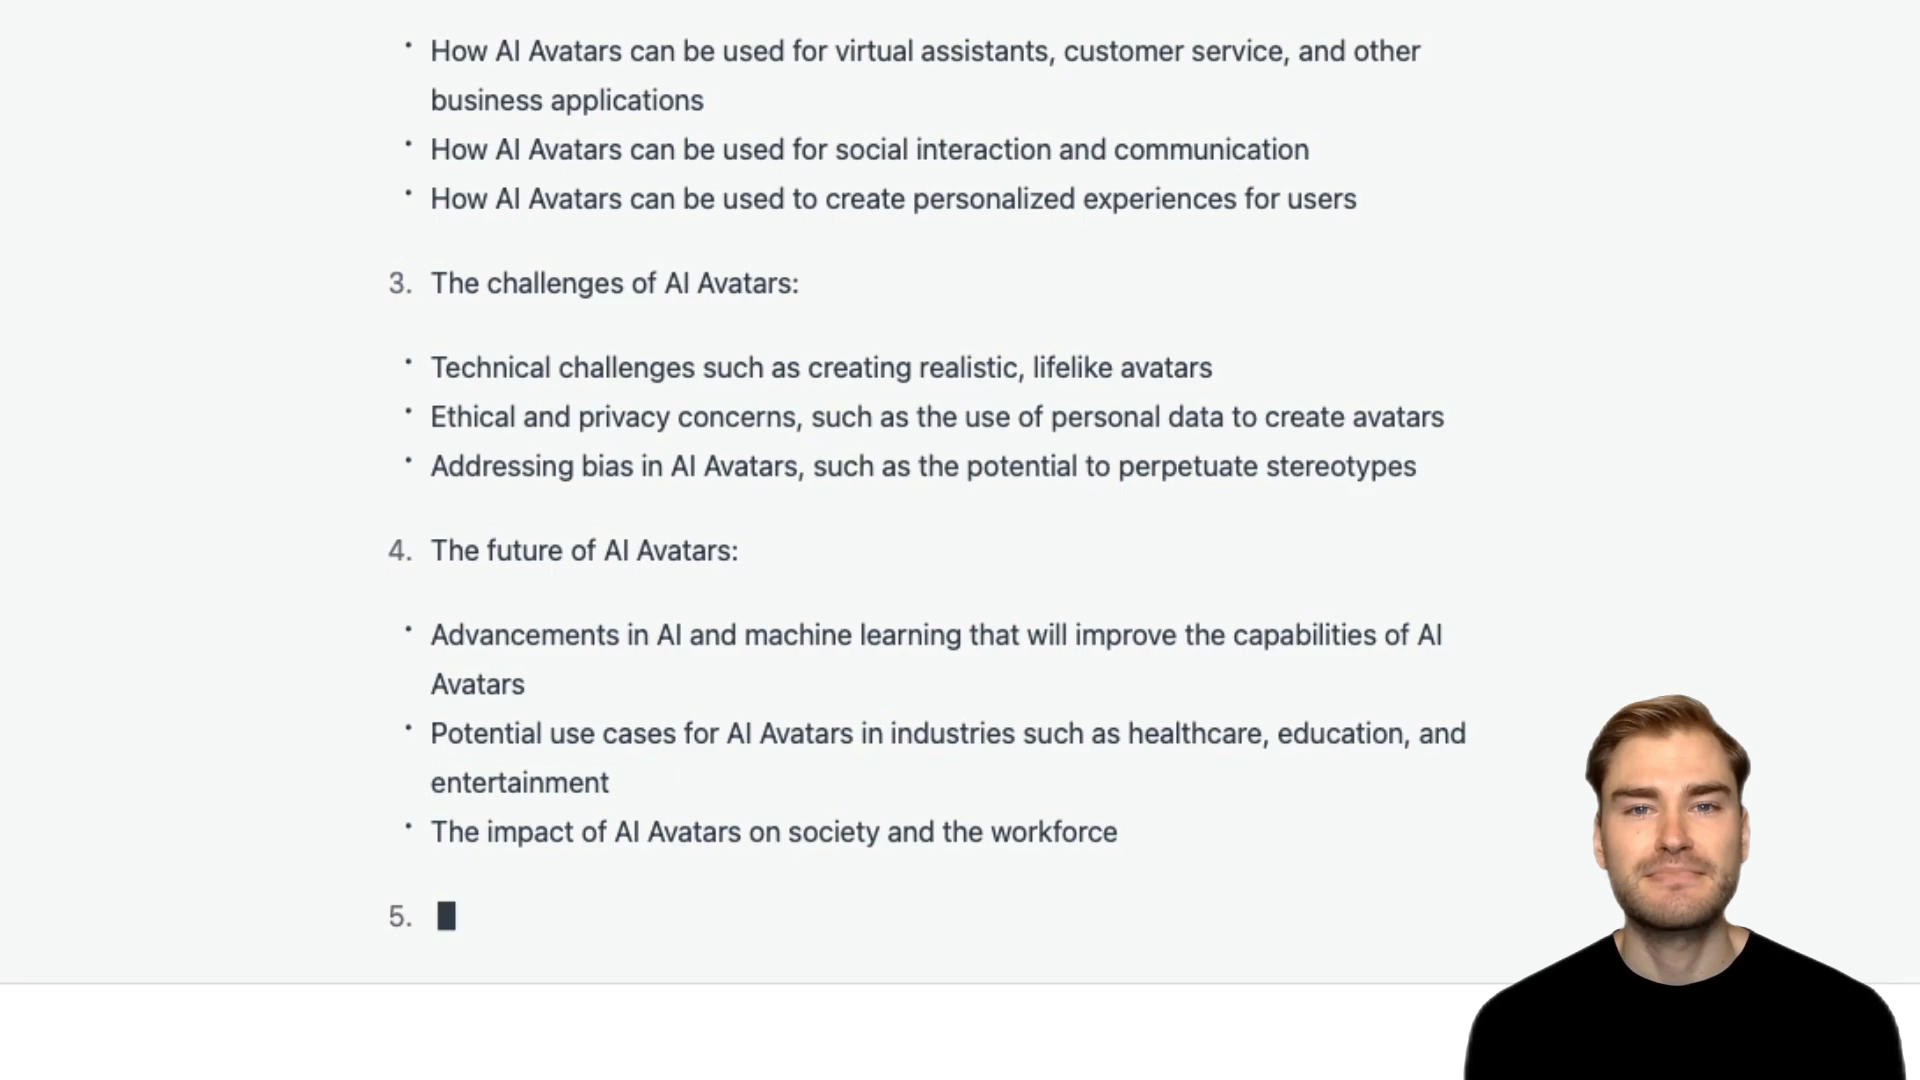 • How AI Avatars can be used for virtual assistants, customer service, and other
business applications
• How AI Avatars can be used for social interaction and communication
• How AI Avatars can be used to create personalized experiences for users
3. The challenges of AI Avatars:
• Technical challenges such as creating realistic, lifelike avatars
• Ethical and privacy concerns, such as the use of personal data to create avatars
• Addressing bias in AI Avatars, such as the potential to perpetuate stereotypes
4. The future of AI Avatars:
• Advancements in AI and machine learning that will improve the capabilities of AI
Avatars
• Potential use cases for AI Avatars in industries such as healthcare, education, and
entertainment
• The impact of AI Avatars on society and the workforce
5.